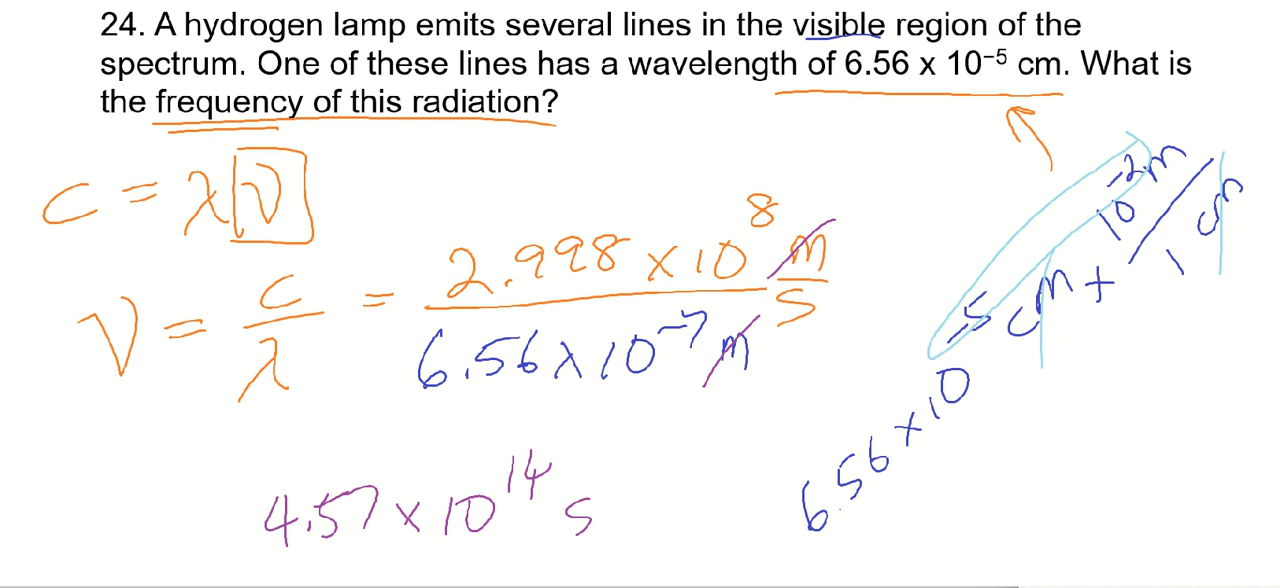 24. A hydrogen lamp emits several lines in the visible region of the
spectrum. One of these lines has a wavelength of 6.56 x 10⁻⁵ cm. What is
the frequency of this radiation?
c = λν
ν = c/λ = 2.998 × 10⁸ m/s
6.56 × 10⁻⁷ m
6.56 × 10⁻⁵ cm + 10⁻² m / 1 cm
4.57 × 10¹⁴ s